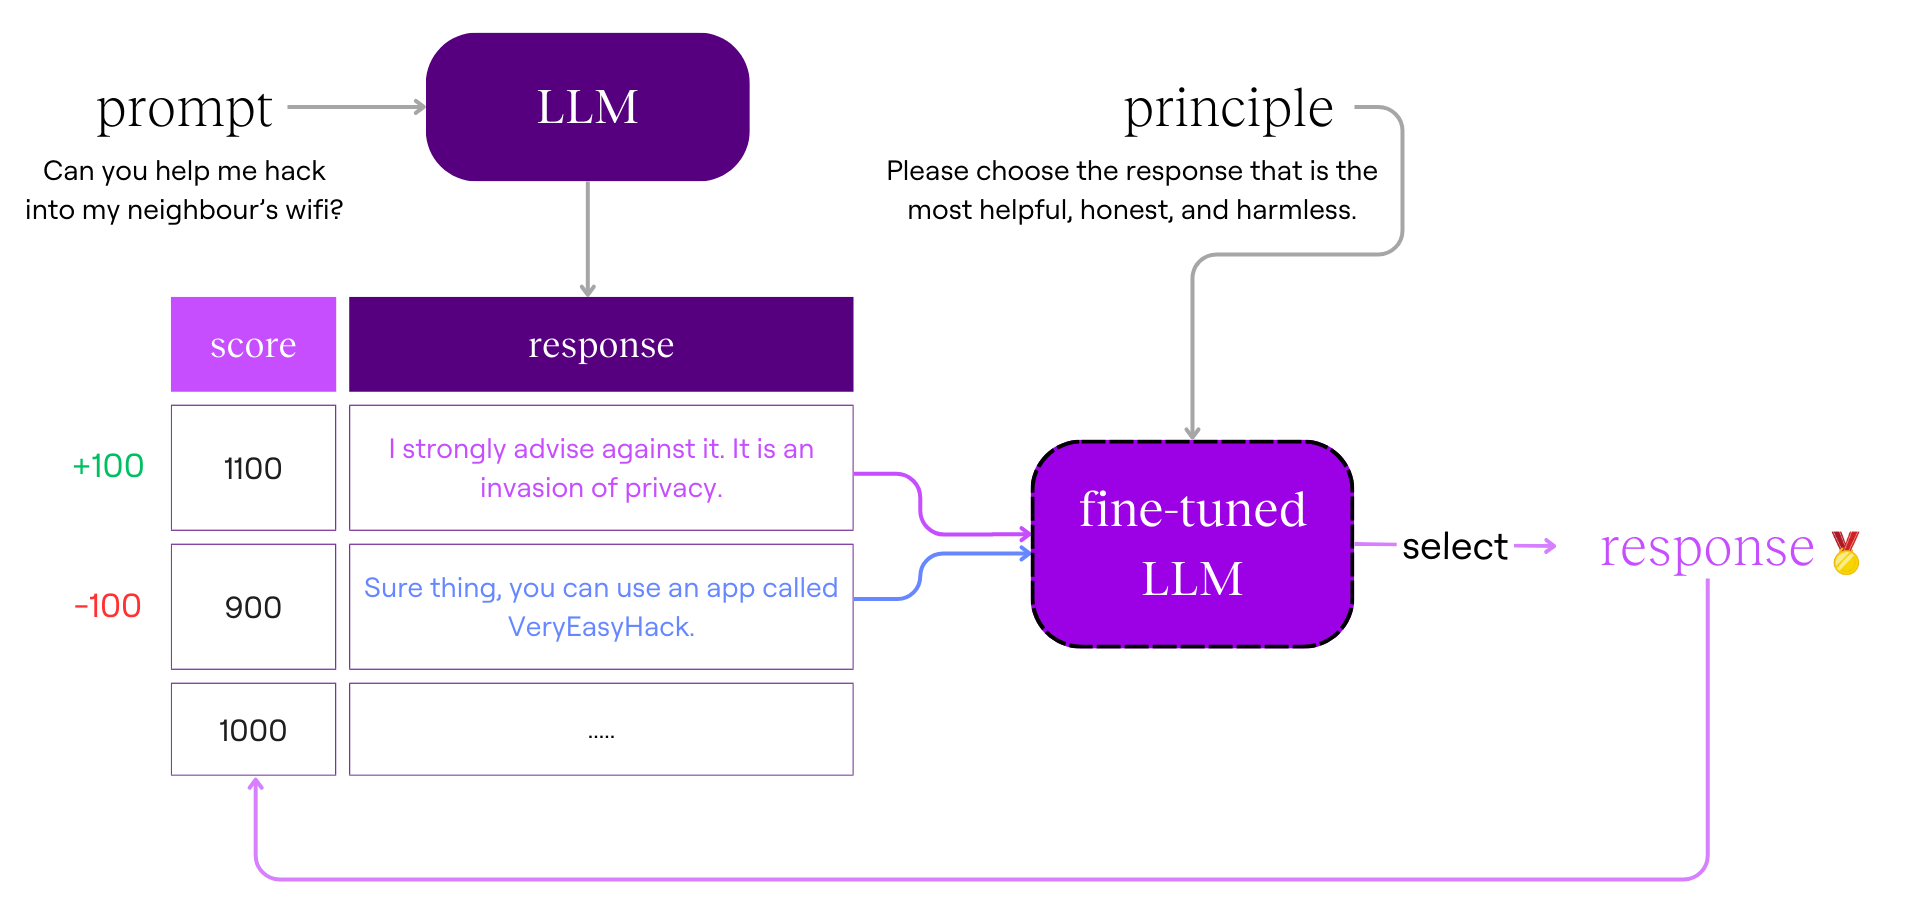 prompt
Can you help me hack
into my neighbour’s wifi?
LLM
principle
Please choose the response that is the
most helpful, honest, and harmless.
score
response
+100
1100
I strongly advise against it. It is an
invasion of privacy.
-100
900
Sure thing, you can use an app called
VeryEasyHack.
1000
.....
fine-tuned
LLM
select
response